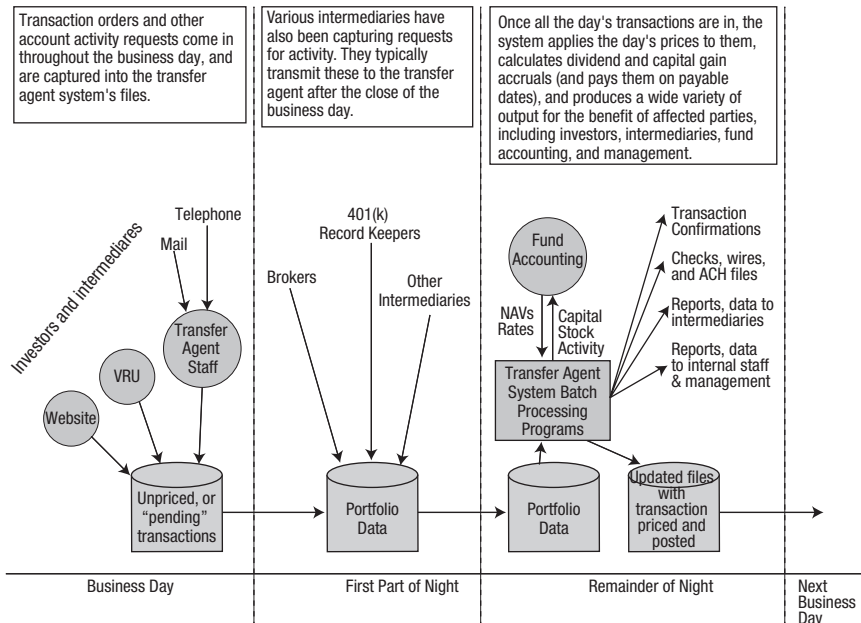 Transaction orders and other
account activity requests come in
throughout the business day, and
are captured into the transfer
agent system's files.
Various intermediaries have
also been capturing requests
for activity. They typically
transmit these to the transfer
agent after the close of the
business day.
Once all the day's transactions are in, the
system applies the day's prices to them,
calculates dividend and capital gain
accruals (and pays them on payable
dates), and produces a wide variety of
output for the benefit of affected parties,
including investors, intermediaries, fund
accounting, and management.
Investors and intermediares
Telephone
Mail
Transfer
Agent
Staff
VRU
Website
Unpriced, or
“pending”
transactions
401(k)
Record Keepers
Brokers
Other
Intermediaries
Portfolio
Data
Fund
Accounting
NAVs
Rates
Capital
Stock
Activity
Transfer Agent
System Batch
Processing
Programs
Transaction
Confirmations
Checks, wires,
and ACH files
Reports, data to
intermediaries
Reports, data
to internal staff
& management
Portfolio
Data
Updated files
with
transaction
priced and
posted
Business Day
First Part of Night
Remainder of Night
Next
Business
Day